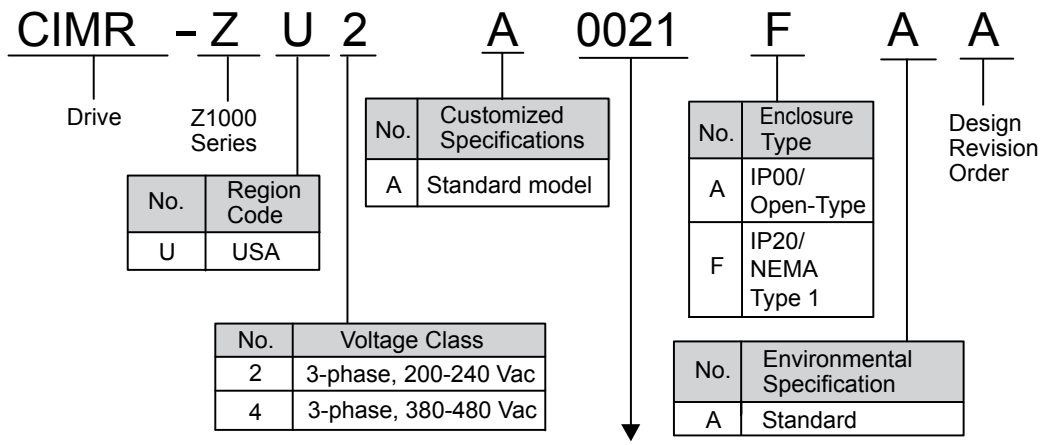 CIMR - Z U 2 A 0021 F A A
Drive
Z1000
Series
No. Region
Code
U USA
No. Voltage Class
2 3-phase, 200-240 Vac
4 3-phase, 380-480 Vac
No. Customized
Specifications
A Standard model
No. Enclosure
Type
A IP00/
Open-Type
F IP20/
NEMA
Type 1
No. Environmental
Specification
A Standard
Design
Revision
Order